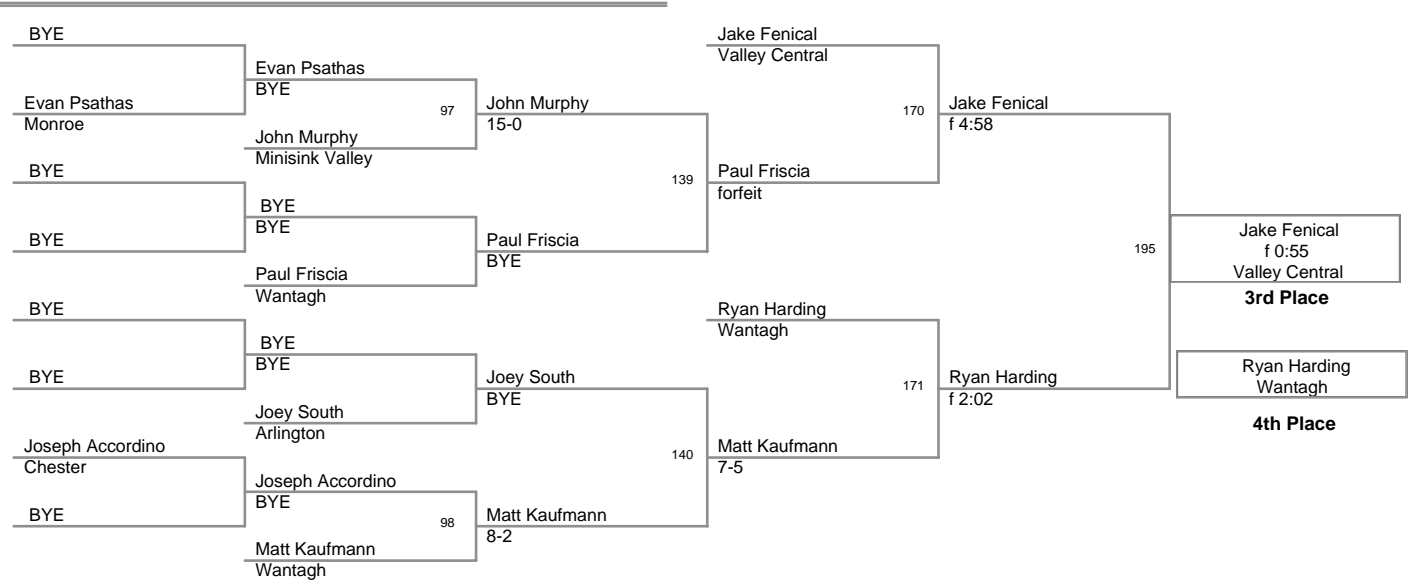 BYE
Evan Psathas
Monroe
BYE
BYE
BYE
BYE
Joseph Accordino
Chester
BYE
Evan Psathas
BYE
97
John Murphy
Minisink Valley
BYE
BYE
Paul Friscia
Wantagh
BYE
BYE
Joey South
Arlington
Joseph Accordino
BYE
98
Matt Kaufmann
Wantagh
John Murphy
15-0
139
Paul Friscia
BYE
Joey South
BYE
140
Matt Kaufmann
8-2
Jake Fenical
Valley Central
170
Paul Friscia
forfeit
Ryan Harding
Wantagh
171
Matt Kaufmann
7-5
Jake Fenical
f 4:58
195
Ryan Harding
f 2:02
Jake Fenical
f 0:55
Valley Central
3rd Place
Ryan Harding
Wantagh
4th Place